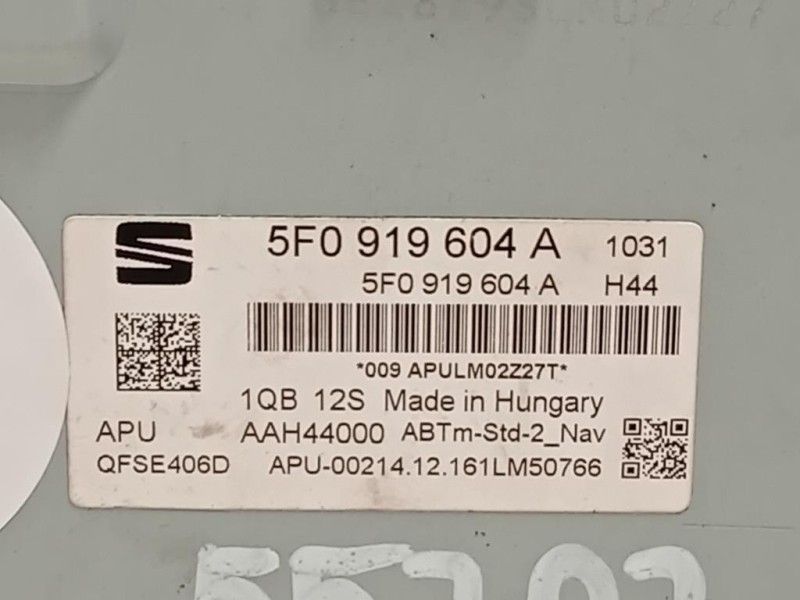 5F0 919 604 A 1031
5F0 919 604 A H44
*009 APULM02Z27T*
1QB 12S Made in Hungary
APU AAH44000 ABTm-Std-2_Nav
QFSE406D APU-00214.12.161LM50766